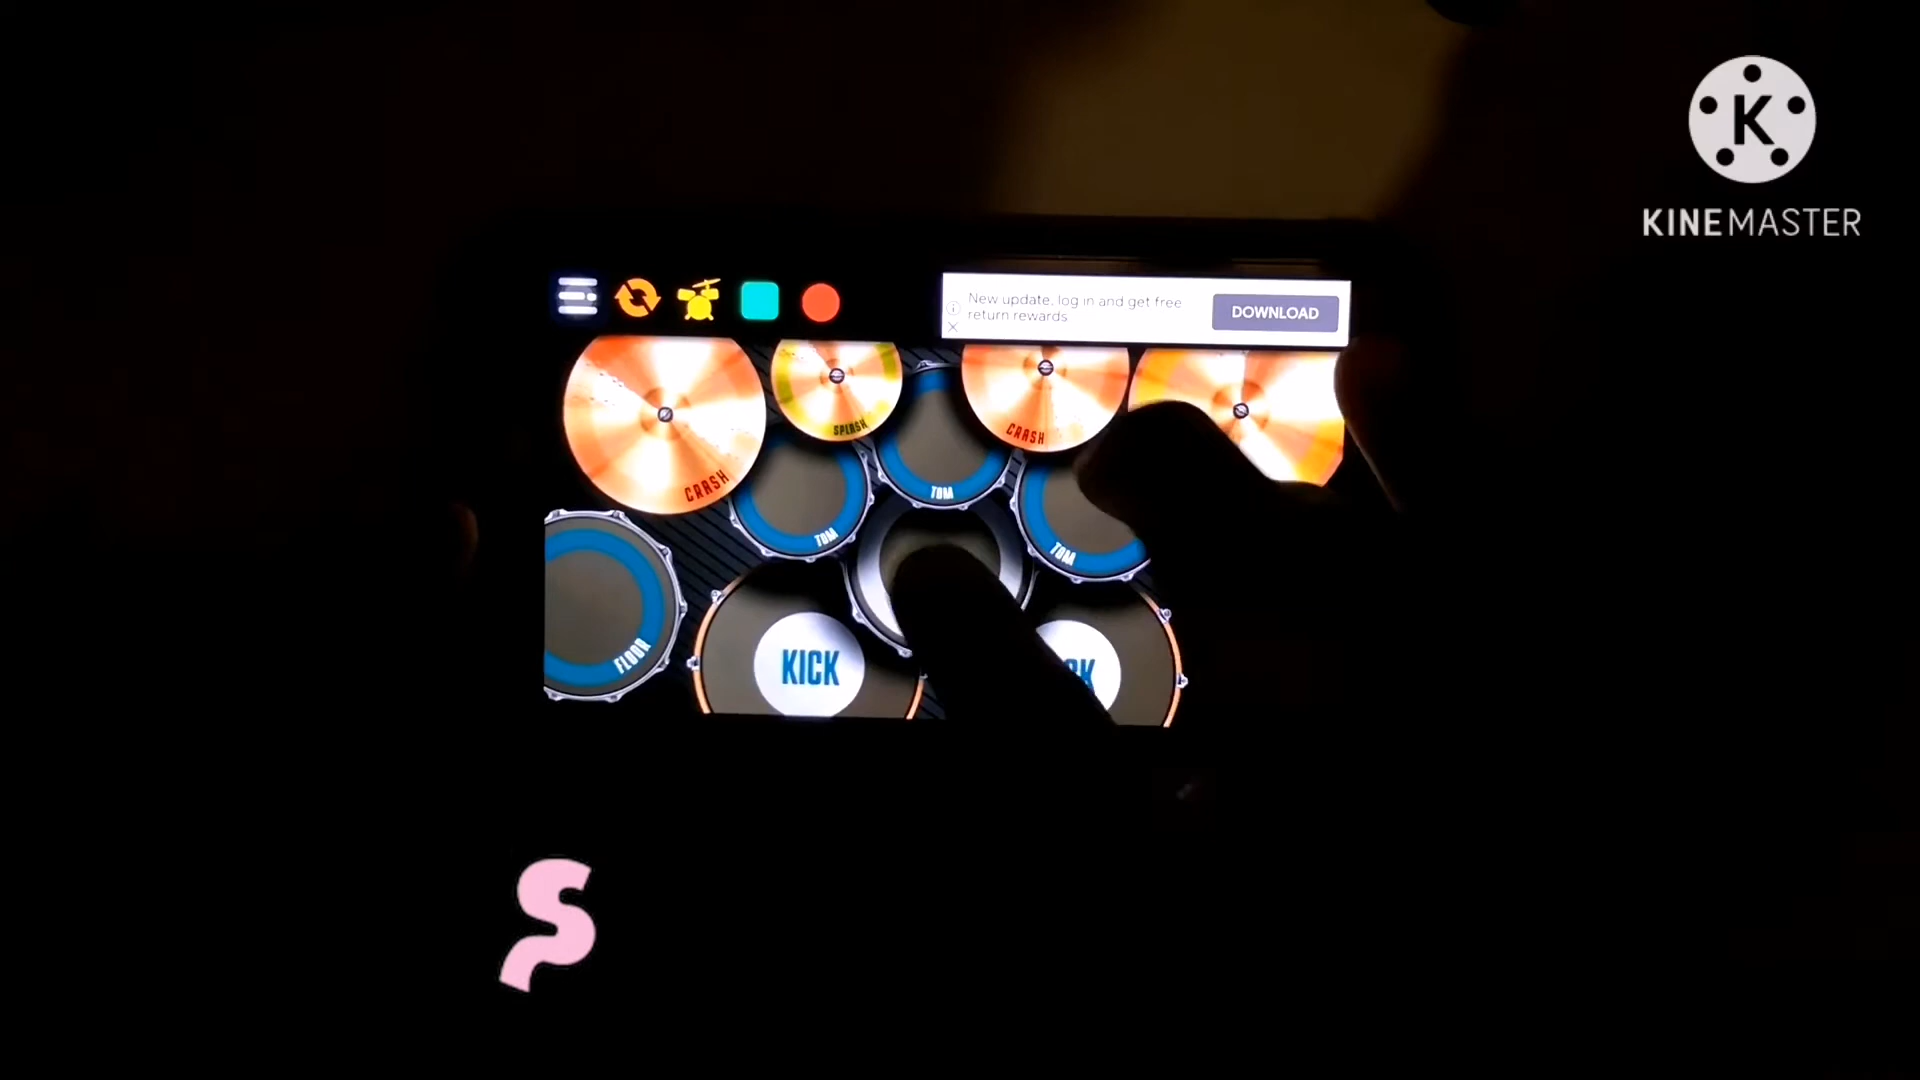 K
KINEMASTER
New update, log in and get free
return rewards
DOWNLOAD
SPLASH
CRASH
CRASH
TOM
TOM
TOM
FLOOR
KICK
CK
S